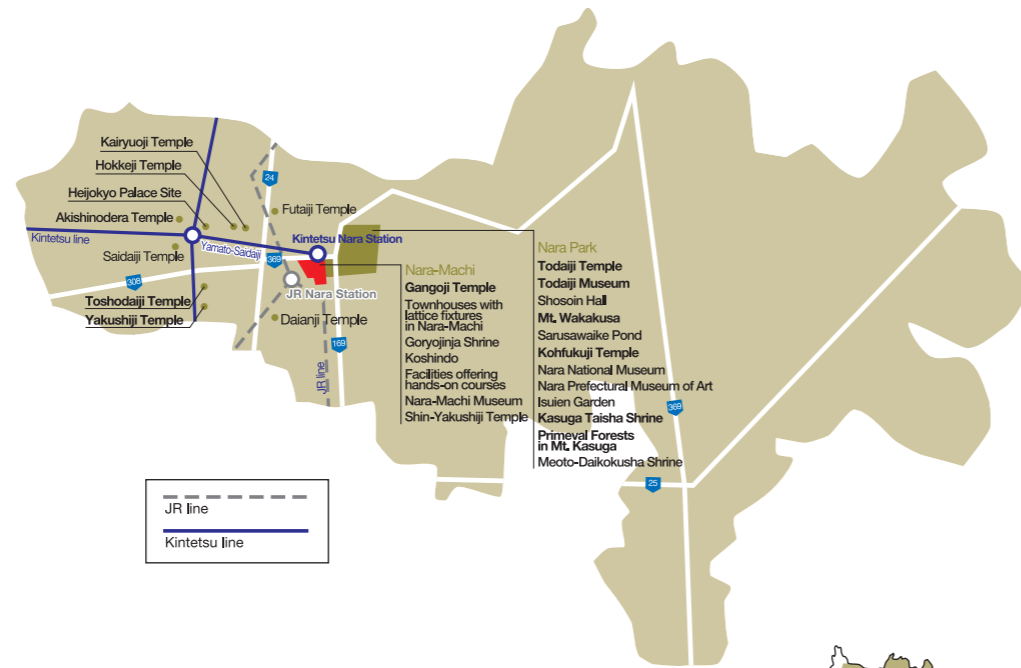 Kairyuoji Temple
Hokkeji Temple
Heijokyo Palace Site
Akishinodera Temple
Kintetsu line
Saidaiji Temple
Yamato-Saidaiji
308
Toshodaiji Temple
Yakushiji Temple
24
Futaiji Temple
Kintetsu Nara Station
369
JR Nara Station
Daianji Temple
JR line
169
Nara-Machi
Gangoji Temple
Townhouses with
lattice fixtures
in Nara-Machi
Goryojinja Shrine
Koshindo
Facilities offering
hands-on courses
Nara-Machi Museum
Shin-Yakushiji Temple
Nara Park
Todaiji Temple
Todaiji Museum
Shosoin Hall
Mt. Wakakusa
Sarusawaike Pond
Kohfukuji Temple
Nara National Museum
Nara Prefectural Museum of Art
Isuien Garden
Kasuga Taisha Shrine
Primeval Forests
in Mt. Kasuga
Meoto-Daikokusha Shrine
369
25
JR line
Kintetsu line